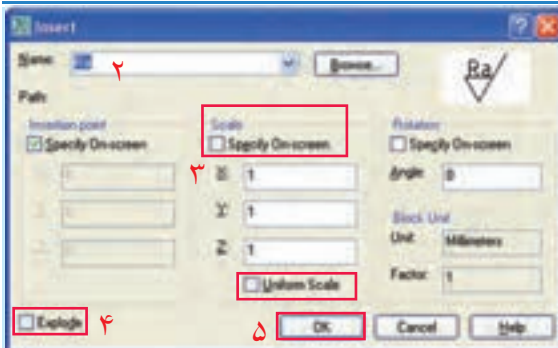 Insert
Name: Ra ۲ Browse...
Ra
Path:
Insertion point Scale Rotation
Specify On-screen Specify On-screen Specify On-screen
۳ X: 1 Angle: 0
Y: 1 Block Unit
Unit: Millimeters
Z: 1
Factor: 1
Uniform Scale
Explode ۴ ۵ OK Cancel Help